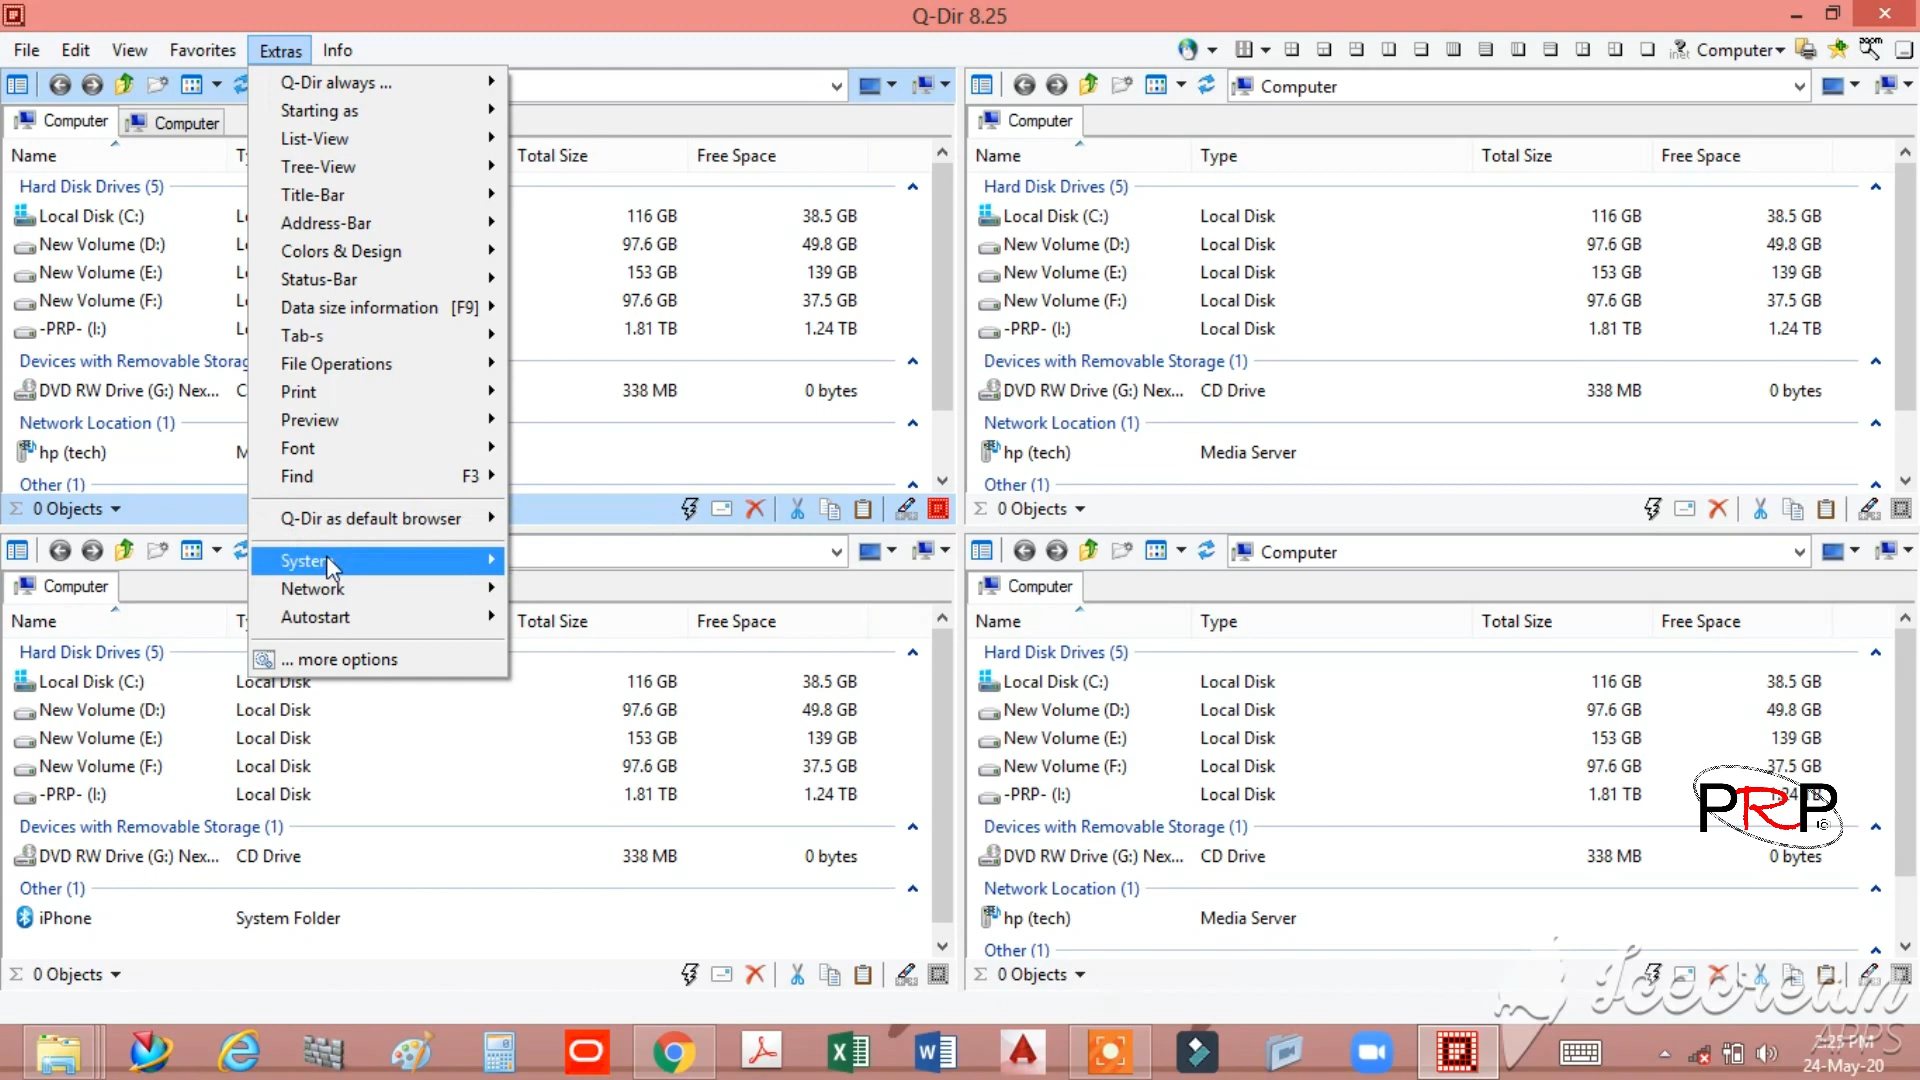 Q-Dir 8.25
File Edit View Favorites Extras Info
Computer
Q-Dir always ...
Starting as
List-View
Tree-View
Title-Bar
Address-Bar
Colors & Design
Status-Bar
Data size information [F9]
Tab-s
File Operations
Print
Preview
Font
Find F3
Q-Dir as default browser
System
Network
Autostart
... more options
Computer Computer
Name Total Size Free Space
Hard Disk Drives (5)
Local Disk (C:) 116 GB 38.5 GB
New Volume (D:) 97.6 GB 49.8 GB
New Volume (E:) 153 GB 139 GB
New Volume (F:) 97.6 GB 37.5 GB
-PRP- (I:) 1.81 TB 1.24 TB
Devices with Removable Storag
DVD RW Drive (G:) Nex... C 338 MB 0 bytes
Network Location (1)
hp (tech) M
Other (1)
0 Objects
Computer
Computer
Name Type Total Size Free Space
Hard Disk Drives (5)
Local Disk (C:) Local Disk 116 GB 38.5 GB
New Volume (D:) Local Disk 97.6 GB 49.8 GB
New Volume (E:) Local Disk 153 GB 139 GB
New Volume (F:) Local Disk 97.6 GB 37.5 GB
-PRP- (I:) Local Disk 1.81 TB 1.24 TB
Devices with Removable Storage (1)
DVD RW Drive (G:) Nex... CD Drive 338 MB 0 bytes
Network Location (1)
hp (tech) Media Server
Other (1)
0 Objects
Computer
Name Total Size Free Space
Hard Disk Drives (5)
Local Disk (C:) Local Disk 116 GB 38.5 GB
New Volume (D:) Local Disk 97.6 GB 49.8 GB
New Volume (E:) Local Disk 153 GB 139 GB
New Volume (F:) Local Disk 97.6 GB 37.5 GB
-PRP- (I:) Local Disk 1.81 TB 1.24 TB
Devices with Removable Storage (1)
DVD RW Drive (G:) Nex... CD Drive 338 MB 0 bytes
Other (1)
iPhone System Folder
0 Objects
Computer
Computer
Name Type Total Size Free Space
Hard Disk Drives (5)
Local Disk (C:) Local Disk 116 GB 38.5 GB
New Volume (D:) Local Disk 97.6 GB 49.8 GB
New Volume (E:) Local Disk 153 GB 139 GB
New Volume (F:) Local Disk 97.6 GB 37.5 GB
-PRP- (I:) Local Disk 1.81 TB 1.24 TB
Devices with Removable Storage (1)
DVD RW Drive (G:) Nex... CD Drive 338 MB 0 bytes
Network Location (1)
hp (tech) Media Server
Other (1)
0 Objects
PRP
Icecream
APPS
7:25 PM
24-May-20